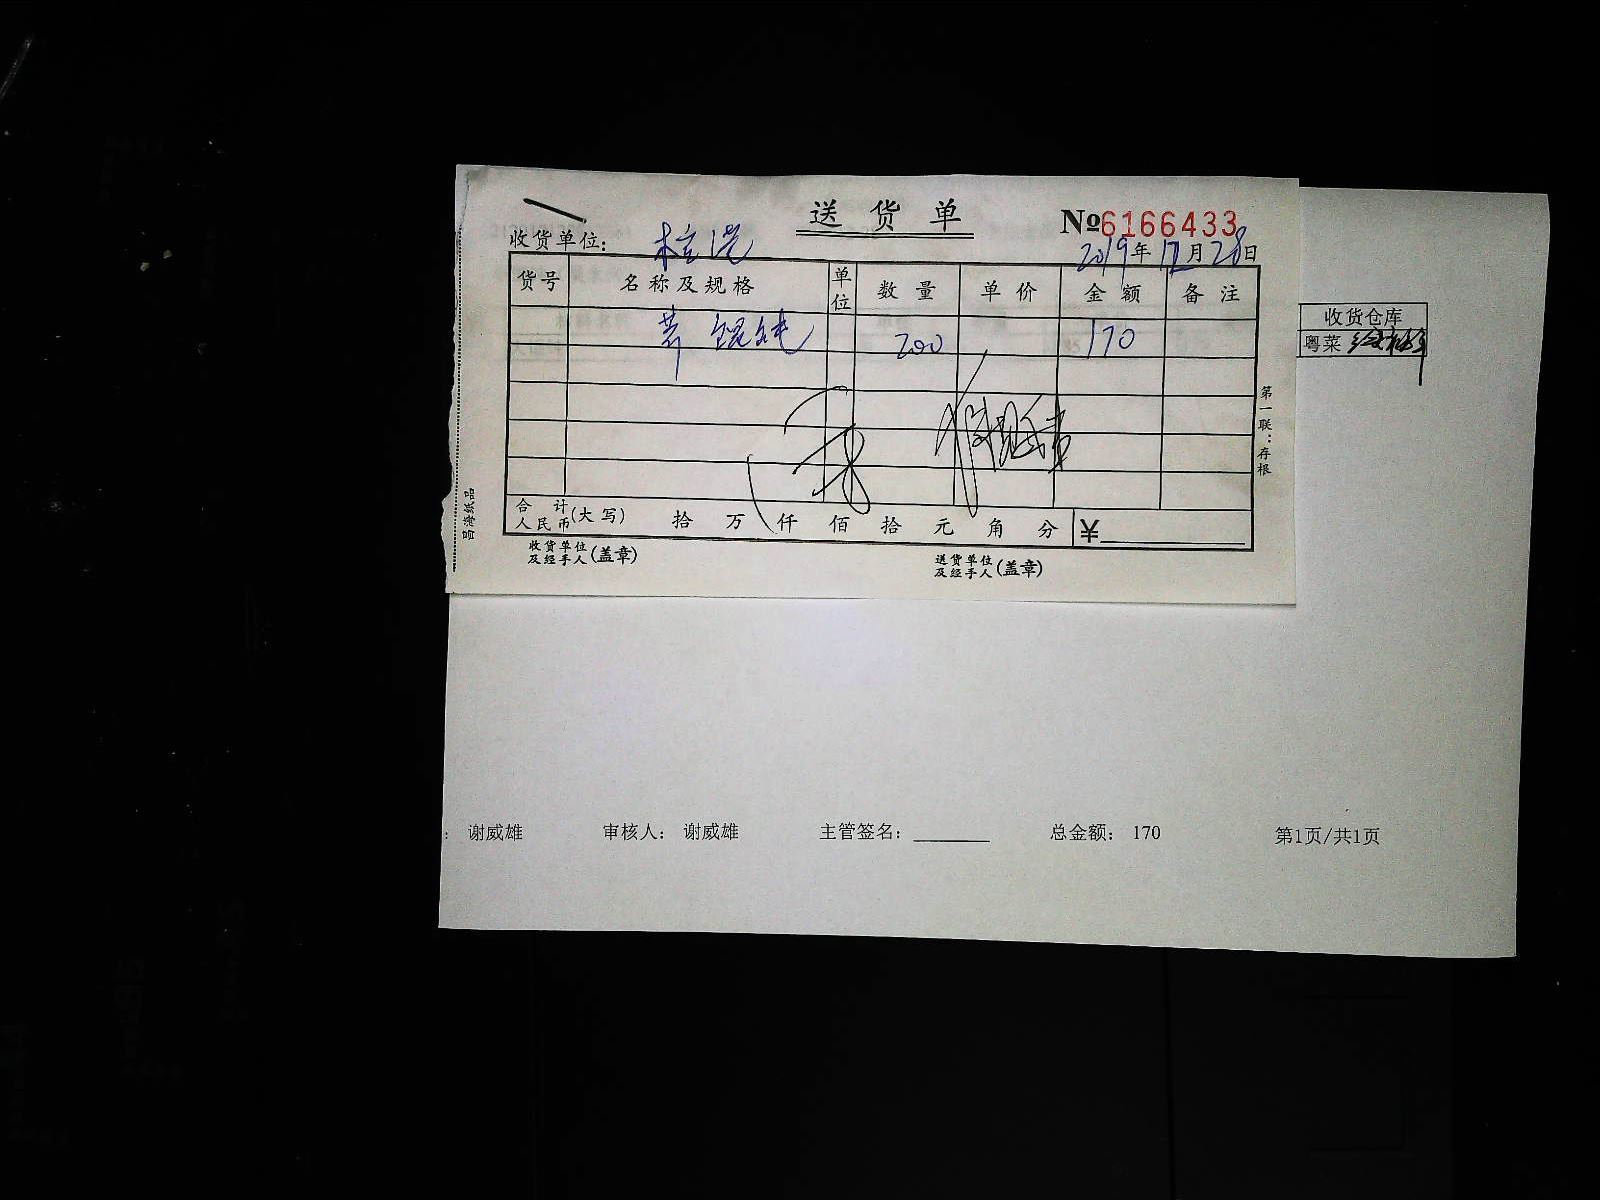 送货单 №6166433
收货单位： 2019年12月28日
货号 名称及规格 单位 数量 单价 金额 备注
200 170
合计人民币(大写) 拾 万 仟 佰 拾 元 角 分 ¥
收货单位及经手人(盖章) 送货单位及经手人(盖章)
第一联：存根
昌海纸品
收货仓库
粤菜
： 谢威雄 审核人： 谢威雄 主管签名： 总金额： 170 第1页/共1页